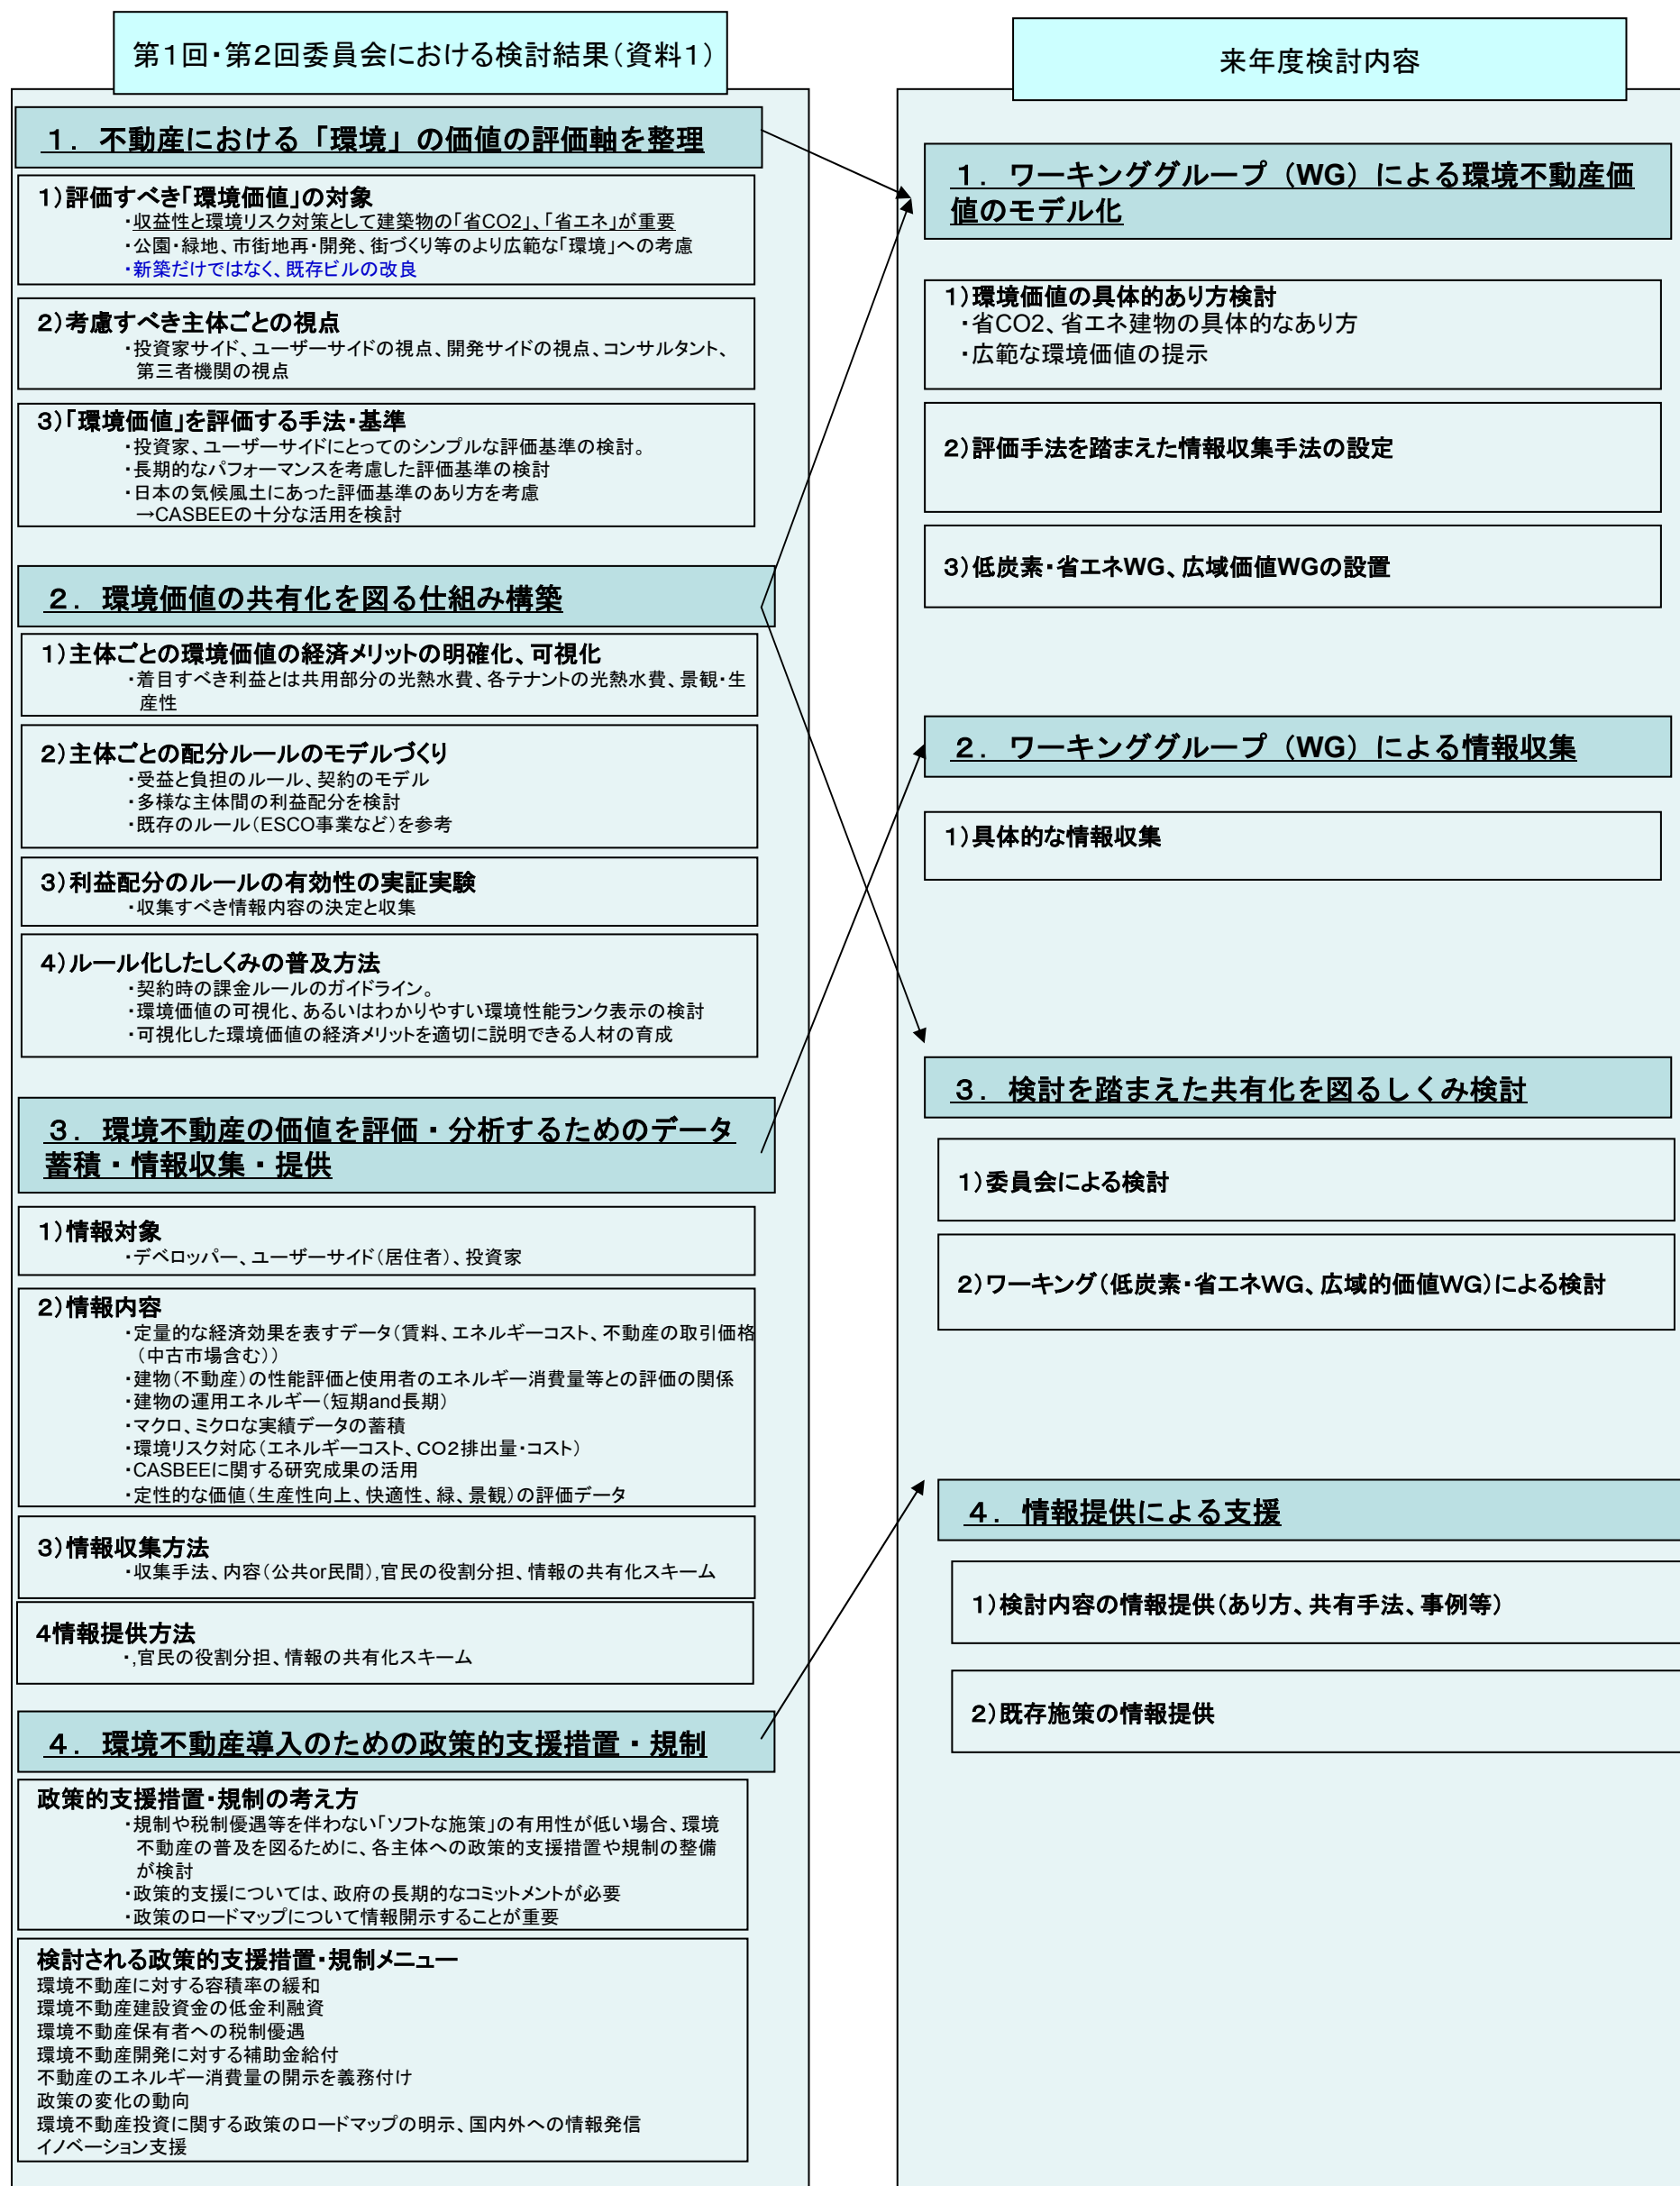 第1回・第2回委員会における検討結果（資料1）
1．不動産における「環境」の価値の評価軸を整理
1）評価すべき「環境価値」の対象
・収益性と環境リスク対策として建築物の「省CO2」、「省エネ」が重要
・公園・緑地、市街地再・開発、街づくり等のより広範な「環境」への考慮
・新築だけではなく、既存ビルの改良
2）考慮すべき主体ごとの視点
・投資家サイド、ユーザーサイドの視点、開発サイドの視点、コンサルタント、
第三者機関の視点
3）「環境価値」を評価する手法・基準
・投資家、ユーザーサイドにとってのシンプルな評価基準の検討。
・長期的なパフォーマンスを考慮した評価基準の検討
・日本の気候風土にあった評価基準のあり方を考慮
→CASBEEの十分な活用を検討
2．環境価値の共有化を図る仕組み構築
1）主体ごとの環境価値の経済メリットの明確化、可視化
・着目すべき利益とは共用部分の光熱水費、各テナントの光熱水費、景観・生
産性
2）主体ごとの配分ルールのモデルづくり
・受益と負担のルール、契約のモデル
・多様な主体間の利益配分を検討
・既存のルール（ESCO事業など）を参考
3）利益配分のルールの有効性の実証実験
・収集すべき情報内容の決定と収集
4）ルール化したしくみの普及方法
・契約時の課金ルールのガイドライン。
・環境価値の可視化、あるいはわかりやすい環境性能ランク表示の検討
・可視化した環境価値の経済メリットを適切に説明できる人材の育成
3．環境不動産の価値を評価・分析するためのデータ
蓄積・情報収集・提供
1）情報対象
・デベロッパー、ユーザーサイド（居住者）、投資家
2）情報内容
・定量的な経済効果を表すデータ（賃料、エネルギーコスト、不動産の取引価格
（中古市場含む））
・建物（不動産）の性能評価と使用者のエネルギー消費量等との評価の関係
・建物の運用エネルギー（短期and長期）
・マクロ、ミクロな実績データの蓄積
・環境リスク対応（エネルギーコスト、CO2排出量・コスト）
・CASBEEに関する研究成果の活用
・定性的な価値（生産性向上、快適性、緑、景観）の評価データ
3）情報収集方法
・収集手法、内容（公共or民間）,官民の役割分担、情報の共有化スキーム
4情報提供方法
・,官民の役割分担、情報の共有化スキーム
4．環境不動産導入のための政策的支援措置・規制
政策的支援措置・規制の考え方
・規制や税制優遇等を伴わない「ソフトな施策」の有用性が低い場合、環境
不動産の普及を図るために、各主体への政策的支援措置や規制の整備
が検討
・政策的支援については、政府の長期的なコミットメントが必要
・政策のロードマップについて情報開示することが重要
検討される政策的支援措置・規制メニュー
環境不動産に対する容積率の緩和
環境不動産建設資金の低金利融資
環境不動産保有者への税制優遇
環境不動産開発に対する補助金給付
不動産のエネルギー消費量の開示を義務付け
政策の変化の動向
環境不動産投資に関する政策のロードマップの明示、国内外への情報発信
イノベーション支援
来年度検討内容
1．ワーキンググループ（WG）による環境不動産価
値のモデル化
1）環境価値の具体的あり方検討
・省CO2、省エネ建物の具体的なあり方
・広範な環境価値の提示
2）評価手法を踏まえた情報収集手法の設定
3）低炭素・省エネWG、広域価値WGの設置
2．ワーキンググループ（WG）による情報収集
1）具体的な情報収集
3．検討を踏まえた共有化を図るしくみ検討
1）委員会による検討
2）ワーキング（低炭素・省エネWG、広域的価値WG）による検討
4．情報提供による支援
1）検討内容の情報提供（あり方、共有手法、事例等）
2）既存施策の情報提供